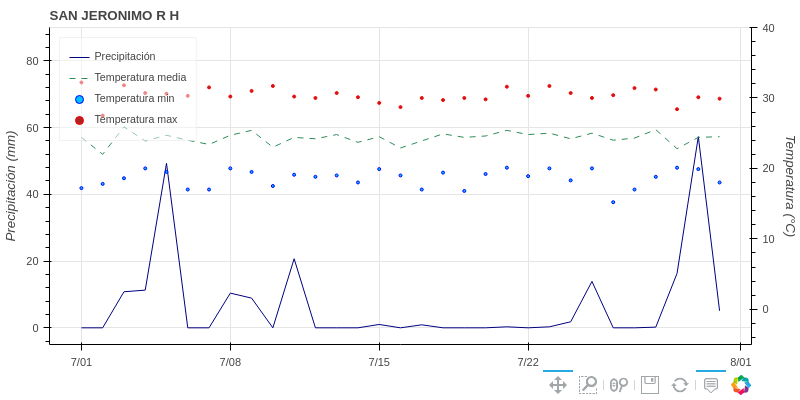 SAN JERONIMO R H
Precipitación
Temperatura media
Temperatura min
Temperatura max
Precipitación (mm)
80
60
40
20
0
Temperatura (°C)
40
30
20
10
0
7/01 7/08 7/15 7/22 8/01